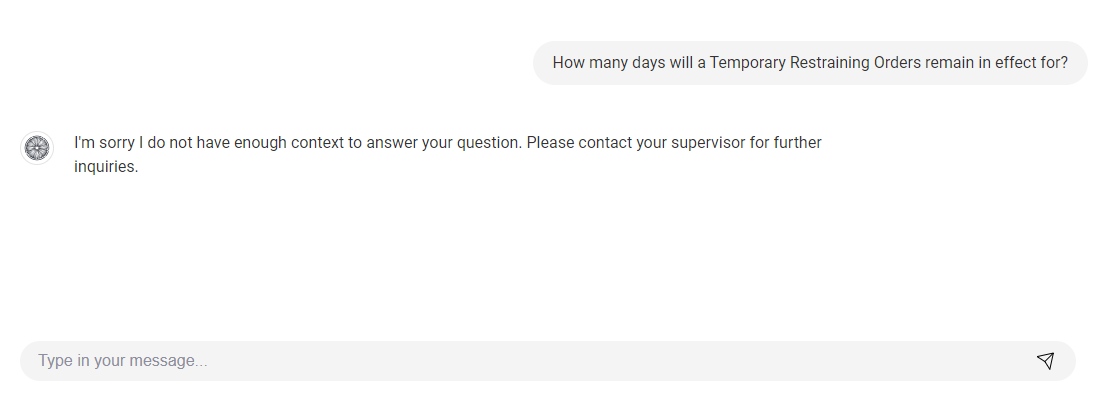 How many days will a Temporary Restraining Orders remain in effect for?
I'm sorry I do not have enough context to answer your question. Please contact your supervisor for further
inquiries.
Type in your message...